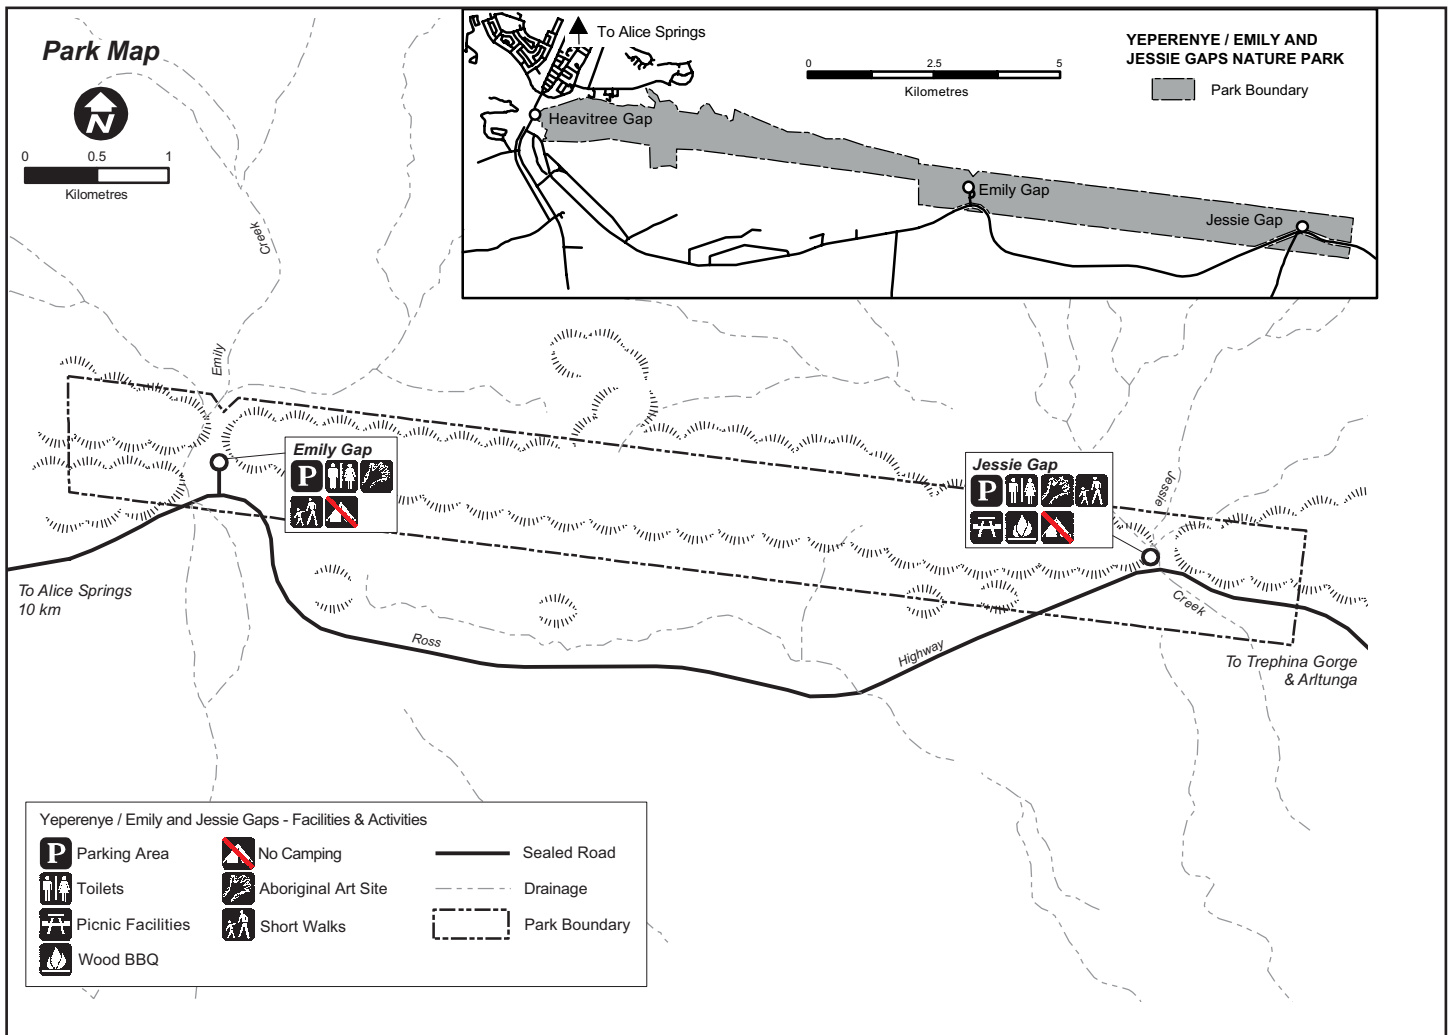 Park Map
N
0 0.5 1
Kilometres
To Alice Springs
0 2.5 5
Kilometres
YEPERENYE / EMILY AND
JESSIE GAPS NATURE PARK
Park Boundary
Heavitree Gap
Emily Gap
Jessie Gap
Creek
Emily
Emily Gap
P
Jessie Gap
P
Jessie
Creek
To Alice Springs
10 km
Ross
Highway
To Trephina Gorge
& Arltunga
Yeperenye / Emily and Jessie Gaps - Facilities & Activities
P Parking Area
Toilets
Picnic Facilities
Wood BBQ
No Camping
Aboriginal Art Site
Short Walks
Sealed Road
Drainage
Park Boundary